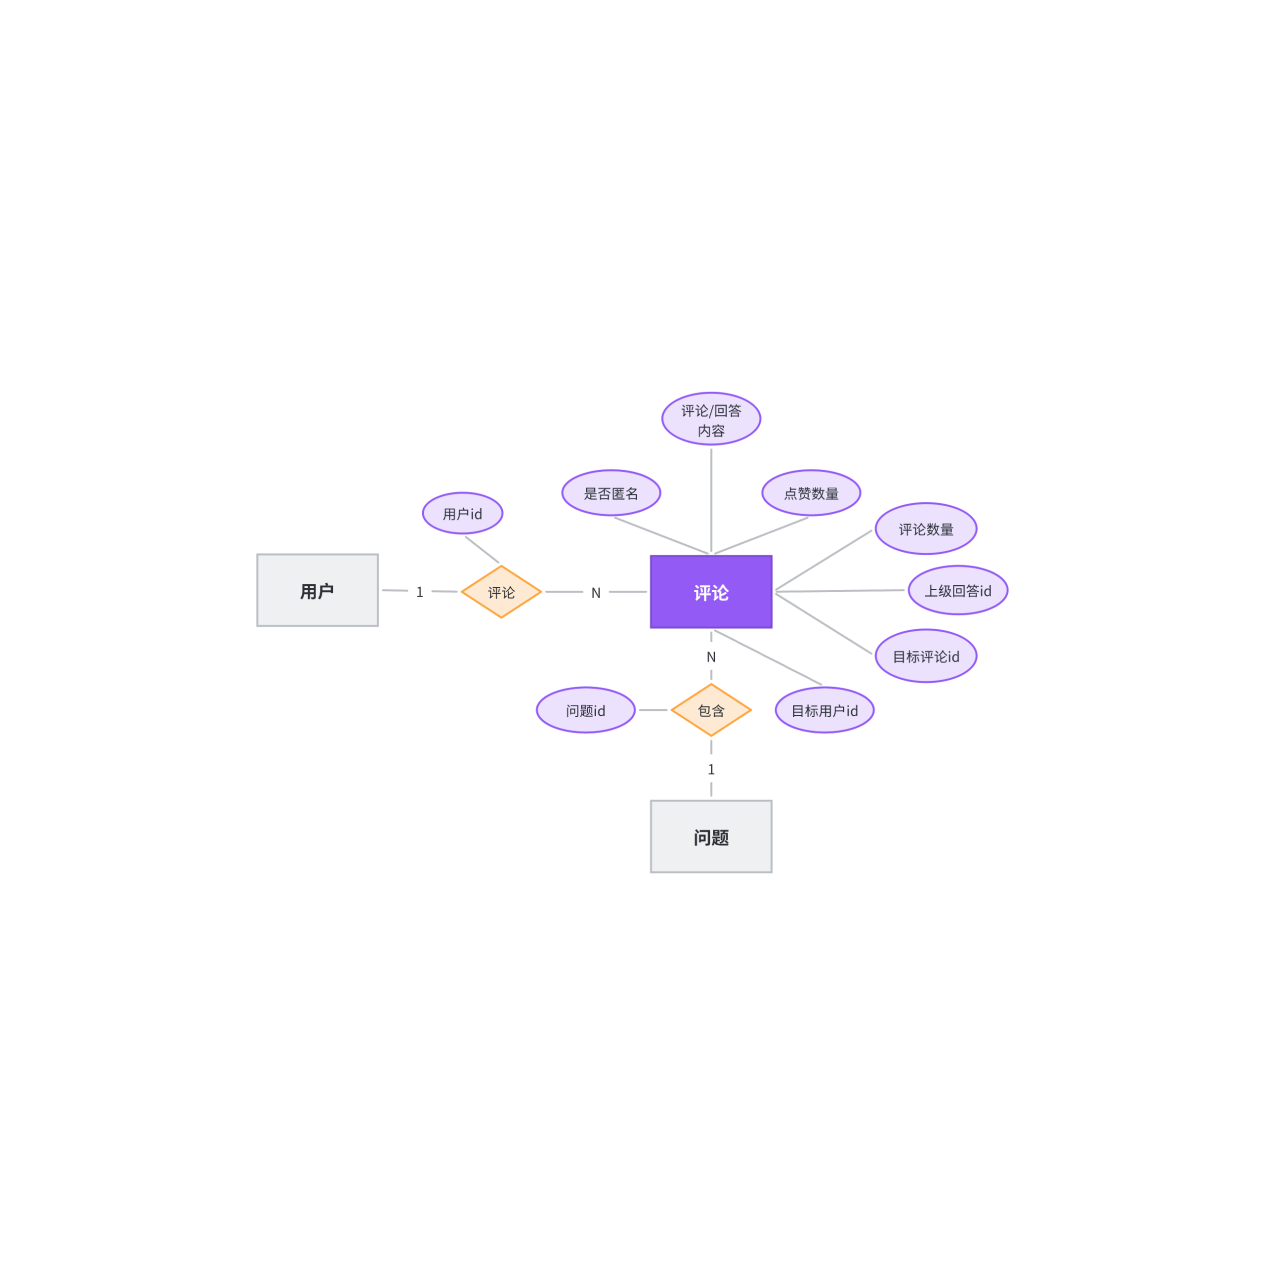 评论/回答
内容
是否匿名
点赞数量
用户id
评论数量
用户
1
评论
N
评论
上级回答id
N
目标评论id
问题id
包含
目标用户id
1
问题